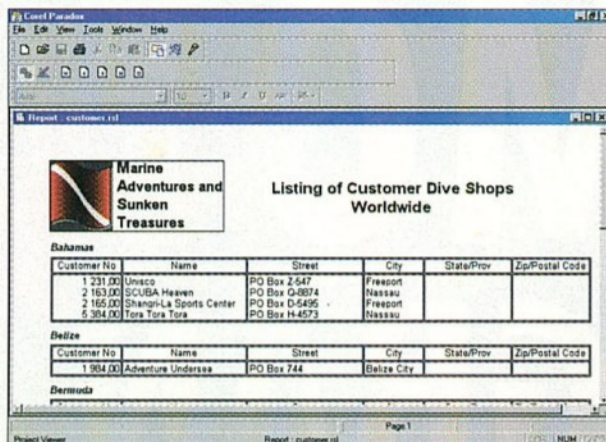 Corel Paradox
File Edit View Tools Window Help
Report : customer.rsl
Marine
Adventures and
Sunken
Treasures
Listing of Customer Dive Shops
Worldwide
Bahamas
Customer No Name Street City State/Prov Zip/Postal Code
1 231,00 Unisco PO Box Z-547 Freeport
2 163,00 SCUBA Heaven PO Box Q-8874 Nassau
2 165,00 Shangri-La Sports Center PO Box D-5495 Freeport
5 384,00 Tora Tora Tora PO Box H-4573 Nassau
Belize
Customer No Name Street City State/Prov Zip/Postal Code
1 984,00 Adventure Undersea PO Box 744 Belize City
Bermuda
Page 1
Project Viewer Report : customer.rsl NUM